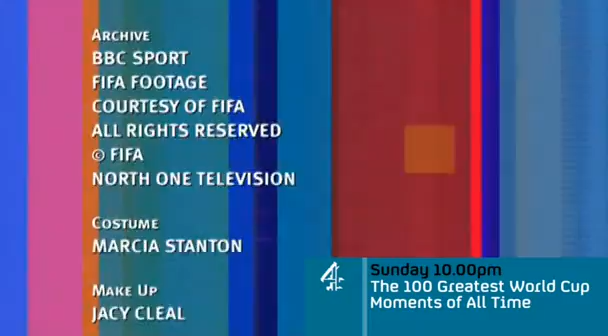 ARCHIVE
BBC SPORT
FIFA FOOTAGE
COURTESY OF FIFA
ALL RIGHTS RESERVED
© FIFA
NORTH ONE TELEVISION
COSTUME
MARCIA STANTON
MAKE UP
JACY CLEAL
4
Sunday 10.00pm
The 100 Greatest World Cup
Moments of All Time